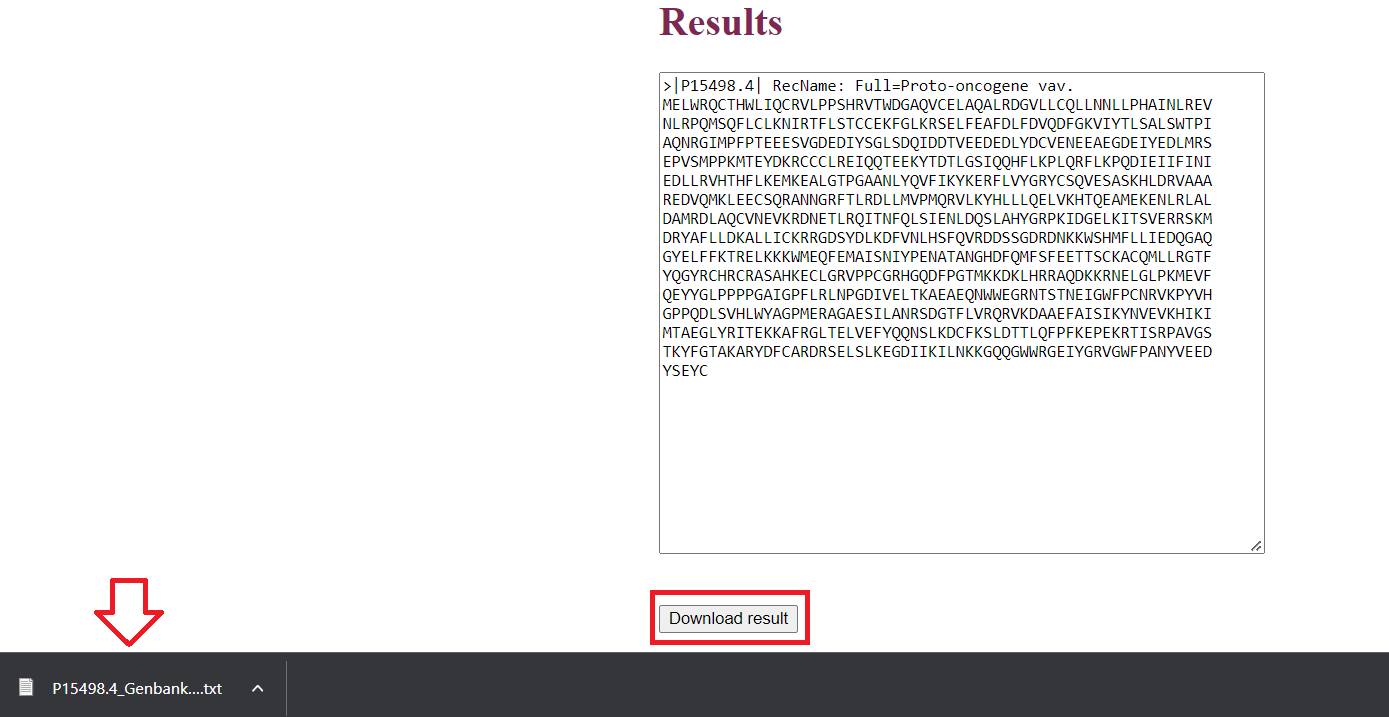 Results
>|P15498.4| RecName: Full=Proto-oncogene vav.
MELWRQCTHWLIQCRVLPPSHRVTWDGAQVCELAQALRDGVLLCQLLNNLLPHAINLREV
NLRPQMSQFLCLKNIRTFLSTCCEKFGLKRSELFEAFDLFDVQDFGKVIYTLSALSWTPI
AQNRGIMPFPTEEESVGDEDIYSGLSDQIDDTVEEDEDLYDCVENEEAEGDEIYEDLMRS
EPVSMPPKMTEYDKRCCCLREIQQTEEKYTDTLGSIQQHFLKPLQRFLKPQDIEIIFINI
EDLLRVHTHFLKEMKEALGTPGAANLYQVFIKYKERFLVYGRYCSQVESASKHLDRVAAA
REDVQMKLEECSQRANNGRFTLRDLLMVPMQRVLKYHLLLQELVKHTQEAMEKENLRLAL
DAMRDLAQCVNEVKRDNETLRQITNFQLSIENLDQSLAHYGRPKIDGELKITSVERRSKM
DRYAFLLDKALLICKRRGDSYDLKDFVNLHSFQVRDDSSGDRDNKKWSHMFLLIEDQGAQ
GYELFFKTRELKKKWMEQFEMAISNIYPENATANGHDFQMFSFEETTSCKACQMLLRGTF
YQGYRCHRCRASAHKECLGRVPPCGRHGQDFPGTMKKDKLHRRAQDKKRNELGLPKMEVF
QEYYGLPPPPGAIGPFLRLNPGDIVELTKAEAEQNWWEGRNTSTNEIGWFPCNRVKPYVH
GPPQDLSVHLWYAGPMERAGAESILANRSDGTFLVRQRVKDAAEFAISIKYNVEVKHIKI
MTAEGLYRITEKKAFRGLTELVEFYQQNSLKDCFKSLDTTLQFPFKEPEKRTISRPAVGS
TKYFGTAKARYDFCARDRSELSLKEGDIIKILNKKGQQGWWRGEIYGRVGWFPANYVEED
YSEYC
Download result
P15498.4_Genbank....txt